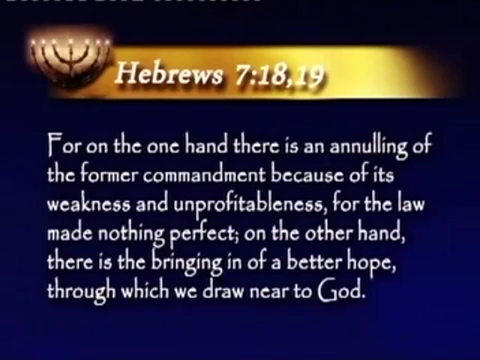 Hebrews 7:18,19
For on the one hand there is an annulling of
the former commandment because of its
weakness and unprofitableness, for the law
made nothing perfect; on the other hand,
there is the bringing in of a better hope,
through which we draw near to God.